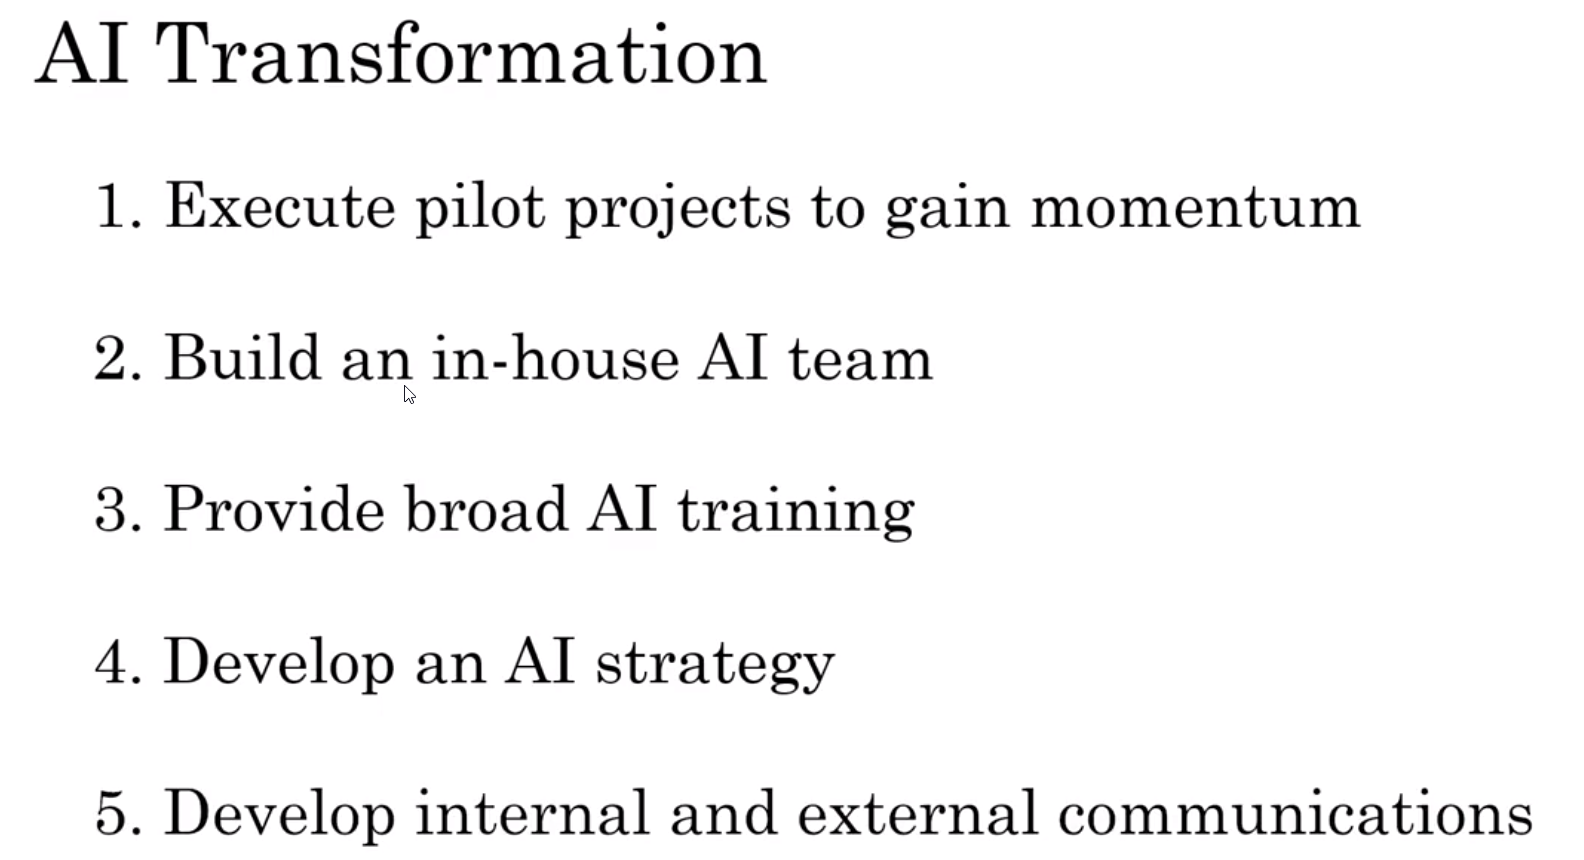 AI Transformation
1. Execute pilot projects to gain momentum
2. Build an in-house AI team
3. Provide broad AI training
4. Develop an AI strategy
5. Develop internal and external communications